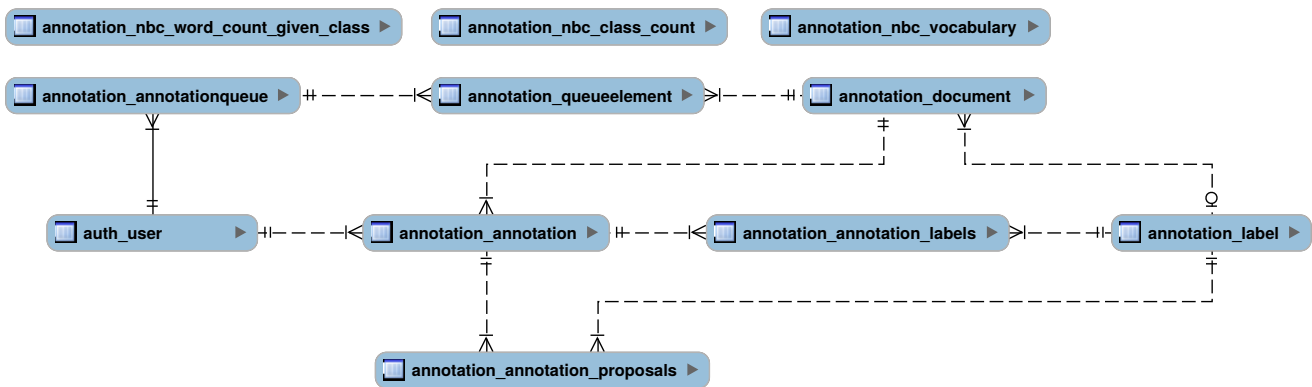 annotation_nbc_word_count_given_class
annotation_nbc_class_count
annotation_nbc_vocabulary
annotation_annotationqueue
annotation_queueelement
annotation_document
auth_user
annotation_annotation
annotation_annotation_labels
annotation_label
annotation_annotation_proposals